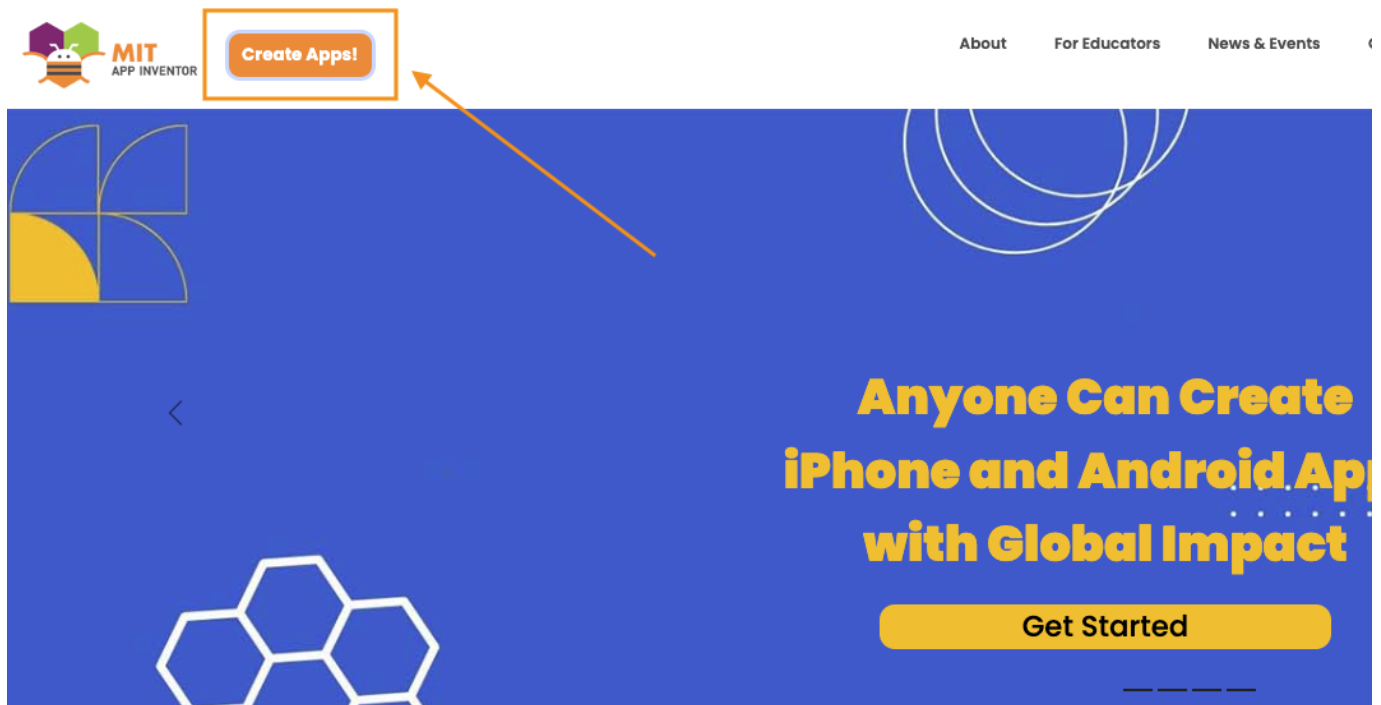 MIT
APP INVENTOR
Create Apps!
About
For Educators
News & Events
Anyone Can Create
iPhone and Android App
with Global Impact
Get Started